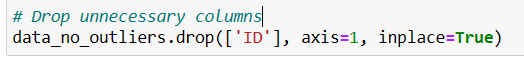 # Drop unnecessary columns
data_no_outliers.drop(['ID'], axis=1, inplace=True)